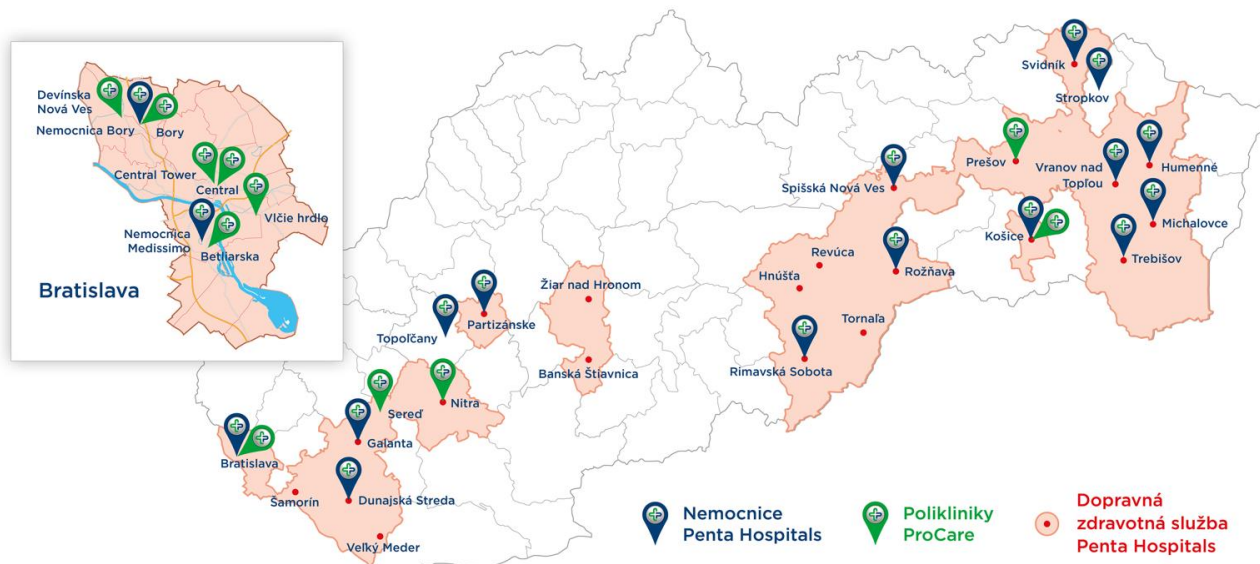 Devínska
Nová Ves
Nemocnica Bory
Bory
Central Tower
Central
Vlčie hrdlo
Nemocnica
Medissimo
Betliarska
Bratislava
Svidník
Stropkov
Prešov
Vranov nad
Topľou
Humenné
Spišská Nová Ves
Košice
Michalovce
Trebišov
Revúca
Rožňava
Hnúšťa
Tornaľa
Rimavská Sobota
Žiar nad Hronom
Banská Štiavnica
Partizánske
Topoľčany
Sereď
Nitra
Galanta
Bratislava
Šamorín
Dunajská Streda
Veľký Meder
Nemocnice
Penta Hospitals
Polikliniky
ProCare
Dopravná
zdravotná služba
Penta Hospitals